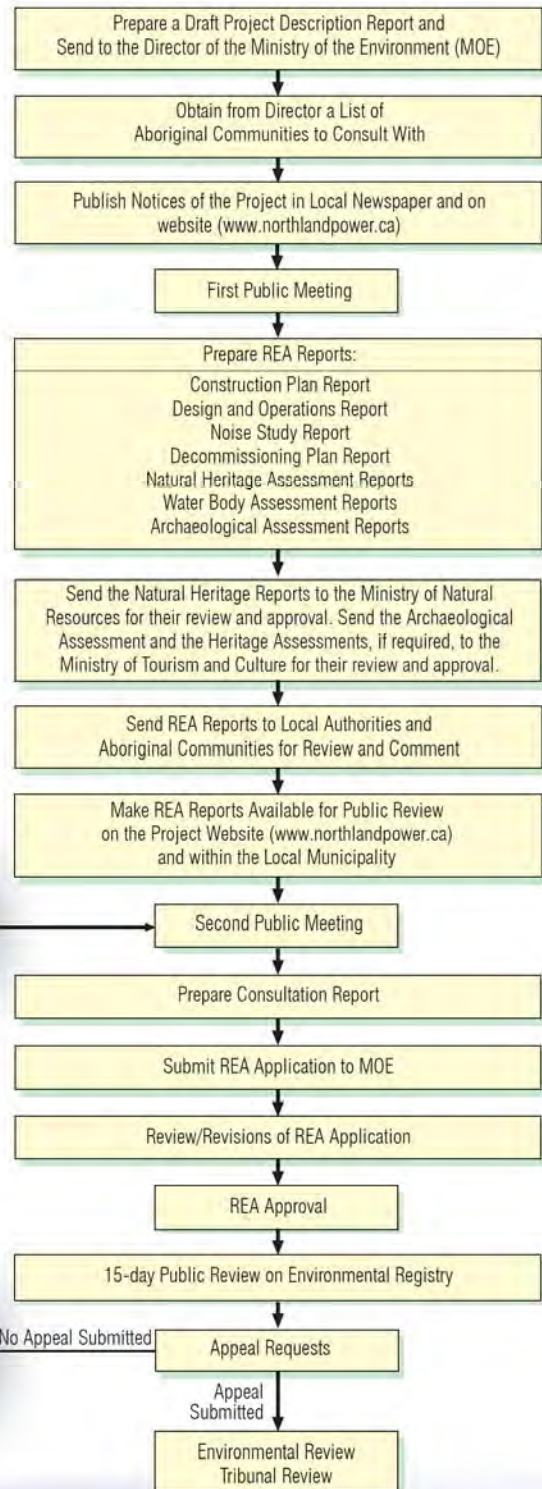 Prepare a Draft Project Description Report and
Send to the Director of the Ministry of the Environment (MOE)
Obtain from Director a List of
Aboriginal Communities to Consult With
Publish Notices of the Project in Local Newspaper and on
website (www.northlandpower.ca)
First Public Meeting
Prepare REA Reports:
Construction Plan Report
Design and Operations Report
Noise Study Report
Decommissioning Plan Report
Natural Heritage Assessment Reports
Water Body Assessment Reports
Archaeological Assessment Reports
Send the Natural Heritage Reports to the Ministry of Natural
Resources for their review and approval. Send the Archaeological
Assessment and the Heritage Assessments, if required, to the
Ministry of Tourism and Culture for their review and approval.
Send REA Reports to Local Authorities and
Aboriginal Communities for Review and Comment
Make REA Reports Available for Public Review
on the Project Website (www.northlandpower.ca)
and within the Local Municipality
Second Public Meeting
Prepare Consultation Report
Submit REA Application to MOE
Review/Revisions of REA Application
REA Approval
15-day Public Review on Environmental Registry
No Appeal Submitted
Appeal Requests
Appeal
Submitted
Environmental Review
Tribunal Review